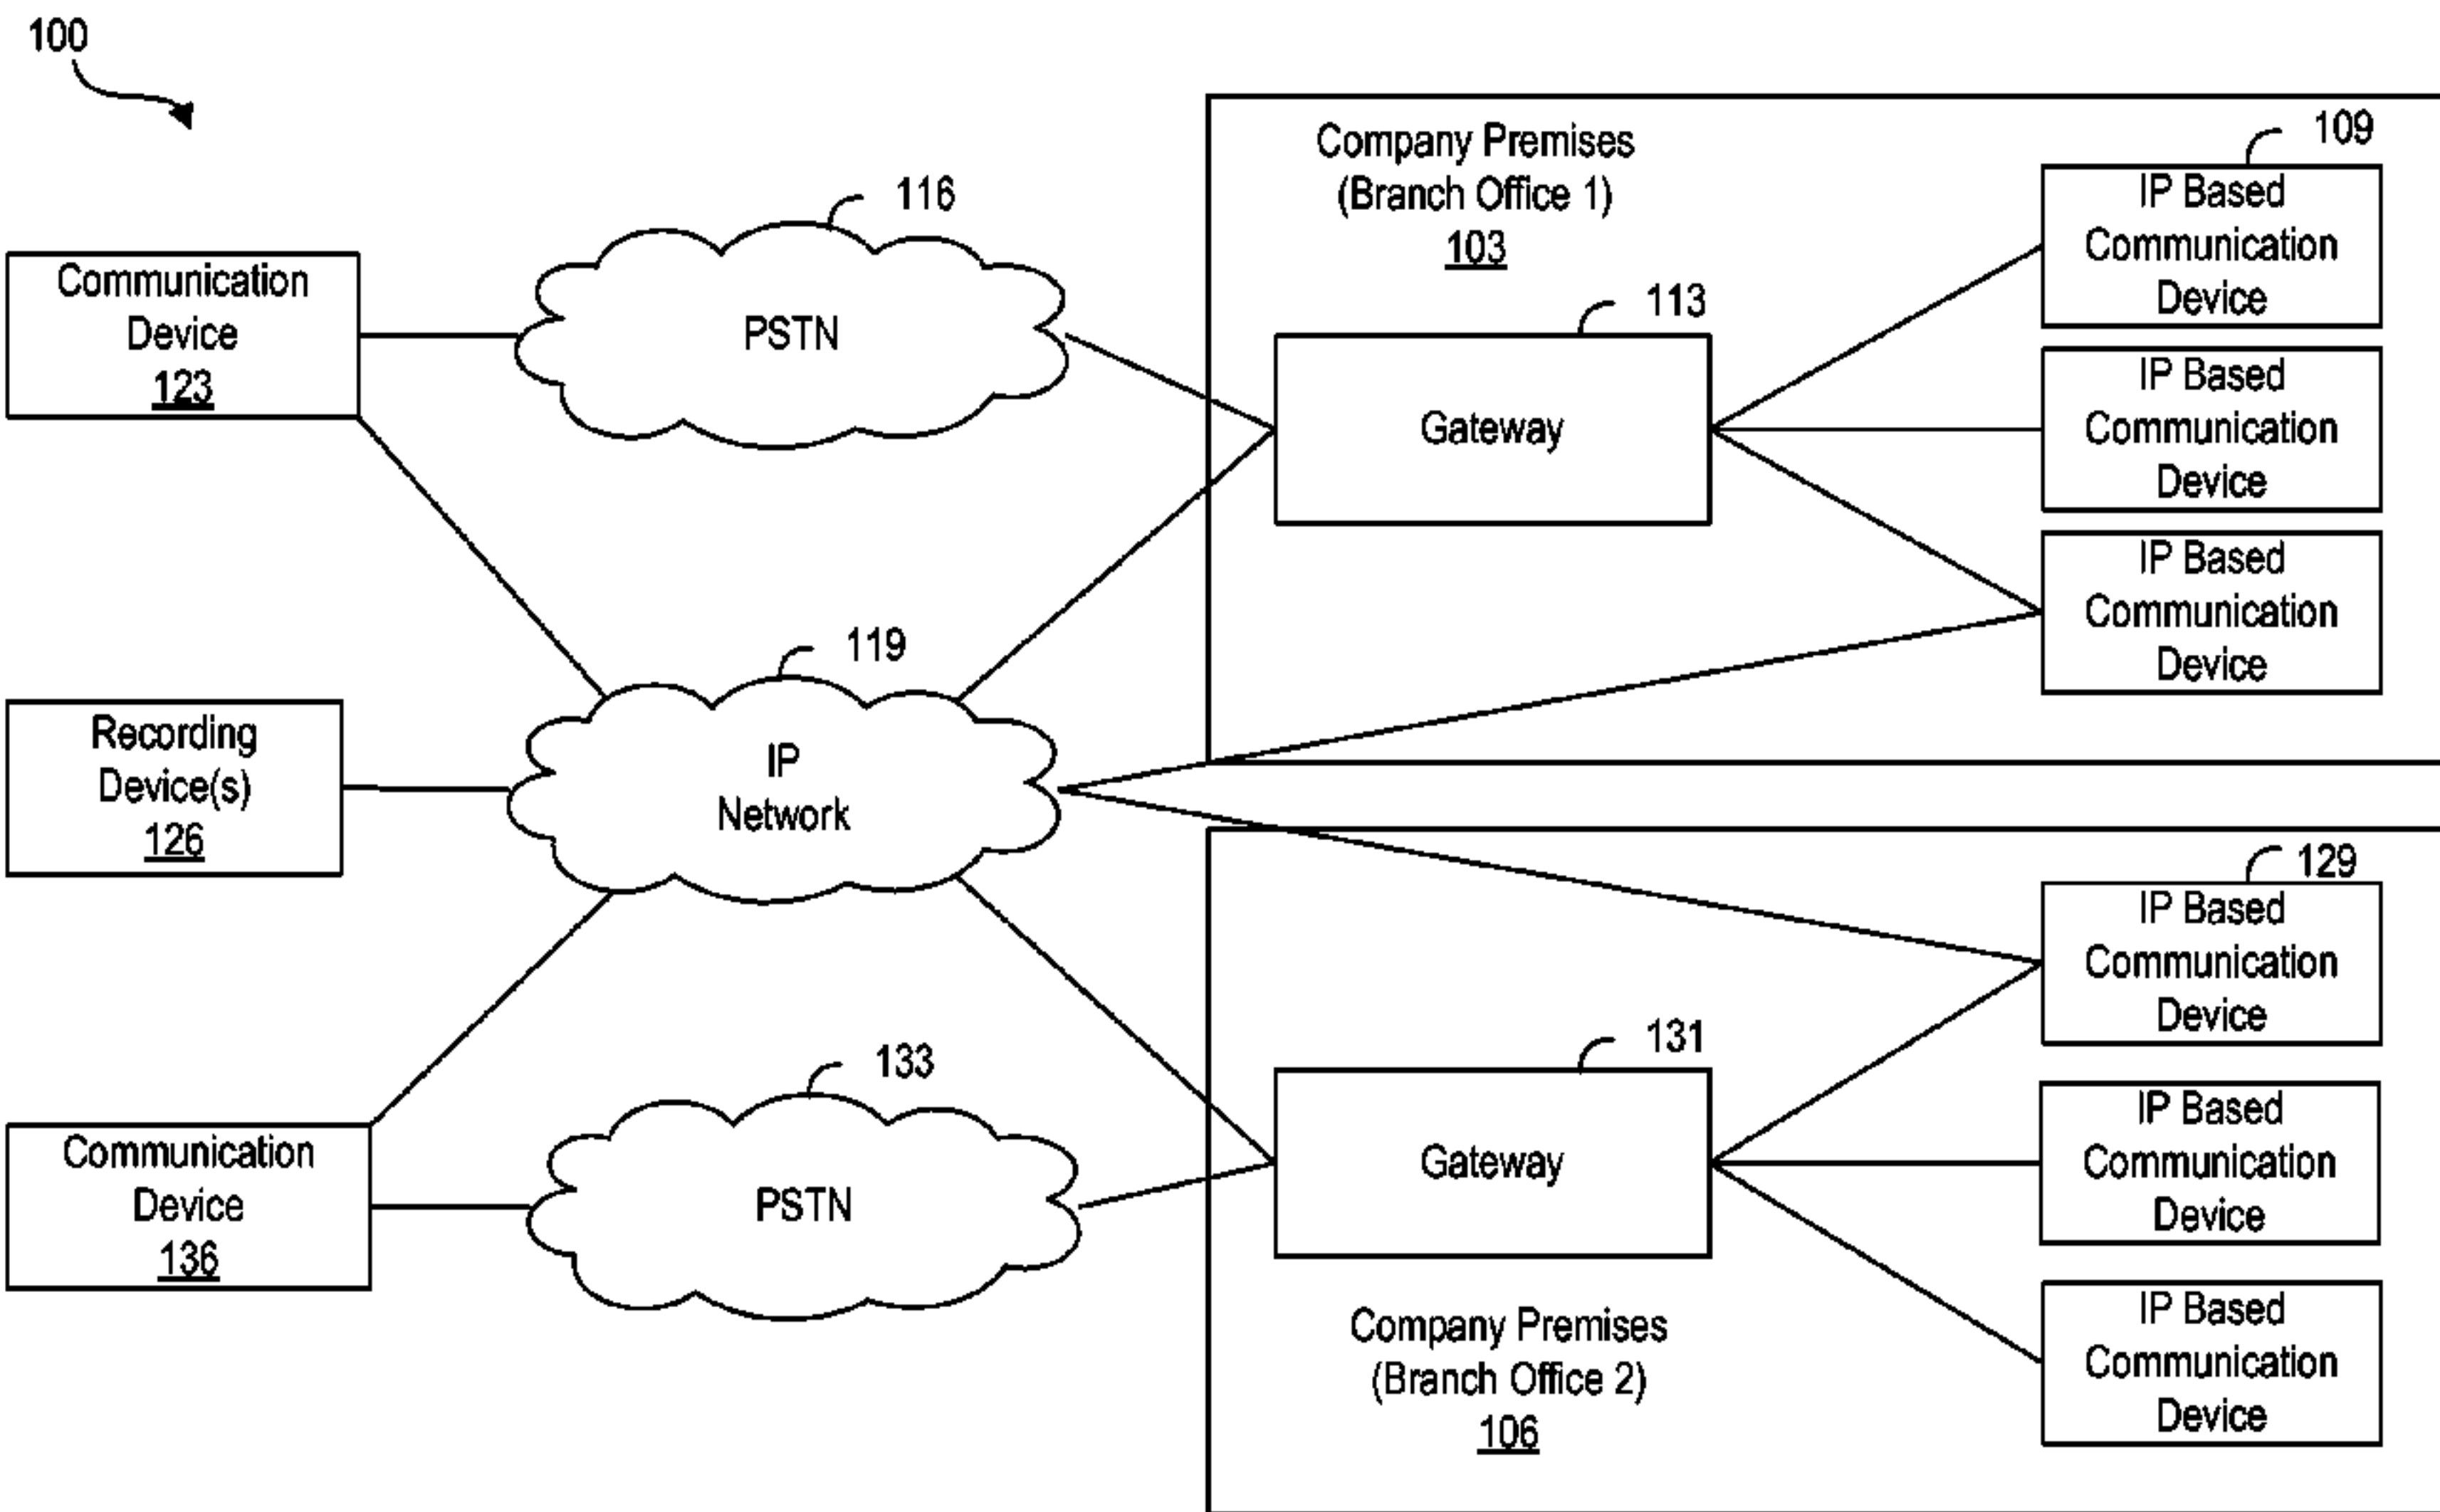 100
116
Communication
Device
123
PSTN
Company Premises
(Branch Office 1)
103
113
Gateway
109
IP Based
Communication
Device
IP Based
Communication
Device
IP Based
Communication
Device
119
Recording
Device(s)
126
IP
Network
129
IP Based
Communication
Device
133
131
Communication
Device
136
PSTN
Gateway
IP Based
Communication
Device
Company Premises
(Branch Office 2)
106
IP Based
Communication
Device